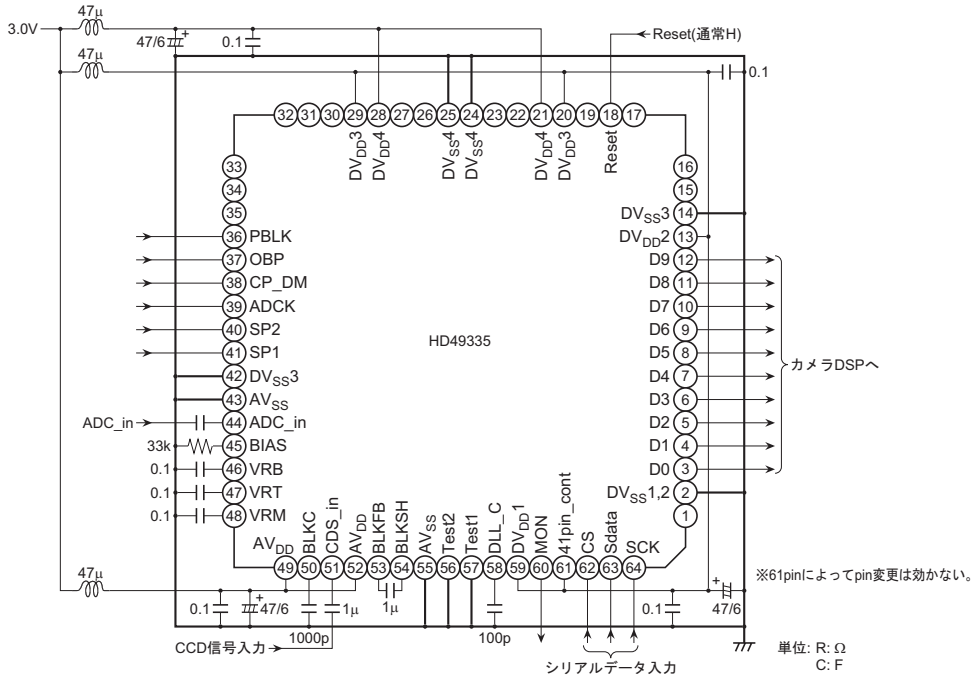 47μ
3.0V
47/6
+
0.1
Reset(通常H)
47μ
0.1
32 31 30 29 28 27 26 25 24 23 22 21 20 19 18 17
DVDD3
DVDD4
DVSS4
DVSS4
DVDD4
DVDD3
Reset
33
34
35
36 PBLK
37 OBP
38 CP_DM
39 ADCK
40 SP2
41 SP1
42 DVSS3
43 AVSS
ADC_in
44 ADC_in
33k
45 BIAS
0.1
46 VRB
0.1
47 VRT
0.1
48 VRM
HD49335
16
15
DVSS3 14
DVDD2 13
D9 12
D8 11
D7 10
D6 9
D5 8
D4 7
D3 6
D2 5
D1 4
D0 3
DVSS1,2 2
1
カメラDSPへ
AVDD
BLKC
CDS_in
AVDD
BLKFB
BLKSH
AVSS
Test2
Test1
DLL_C
DVDD1
MON
41pin_cont
CS
Sdata
SCK
49 50 51 52 53 54 55 56 57 58 59 60 61 62 63 64
47μ
0.1
+
47/6
1000p
1μ
1μ
100p
0.1
+
47/6
※61pinによってpin変更は効かない。
CCD信号入力
シリアルデータ入力
単位: R: Ω
C: F